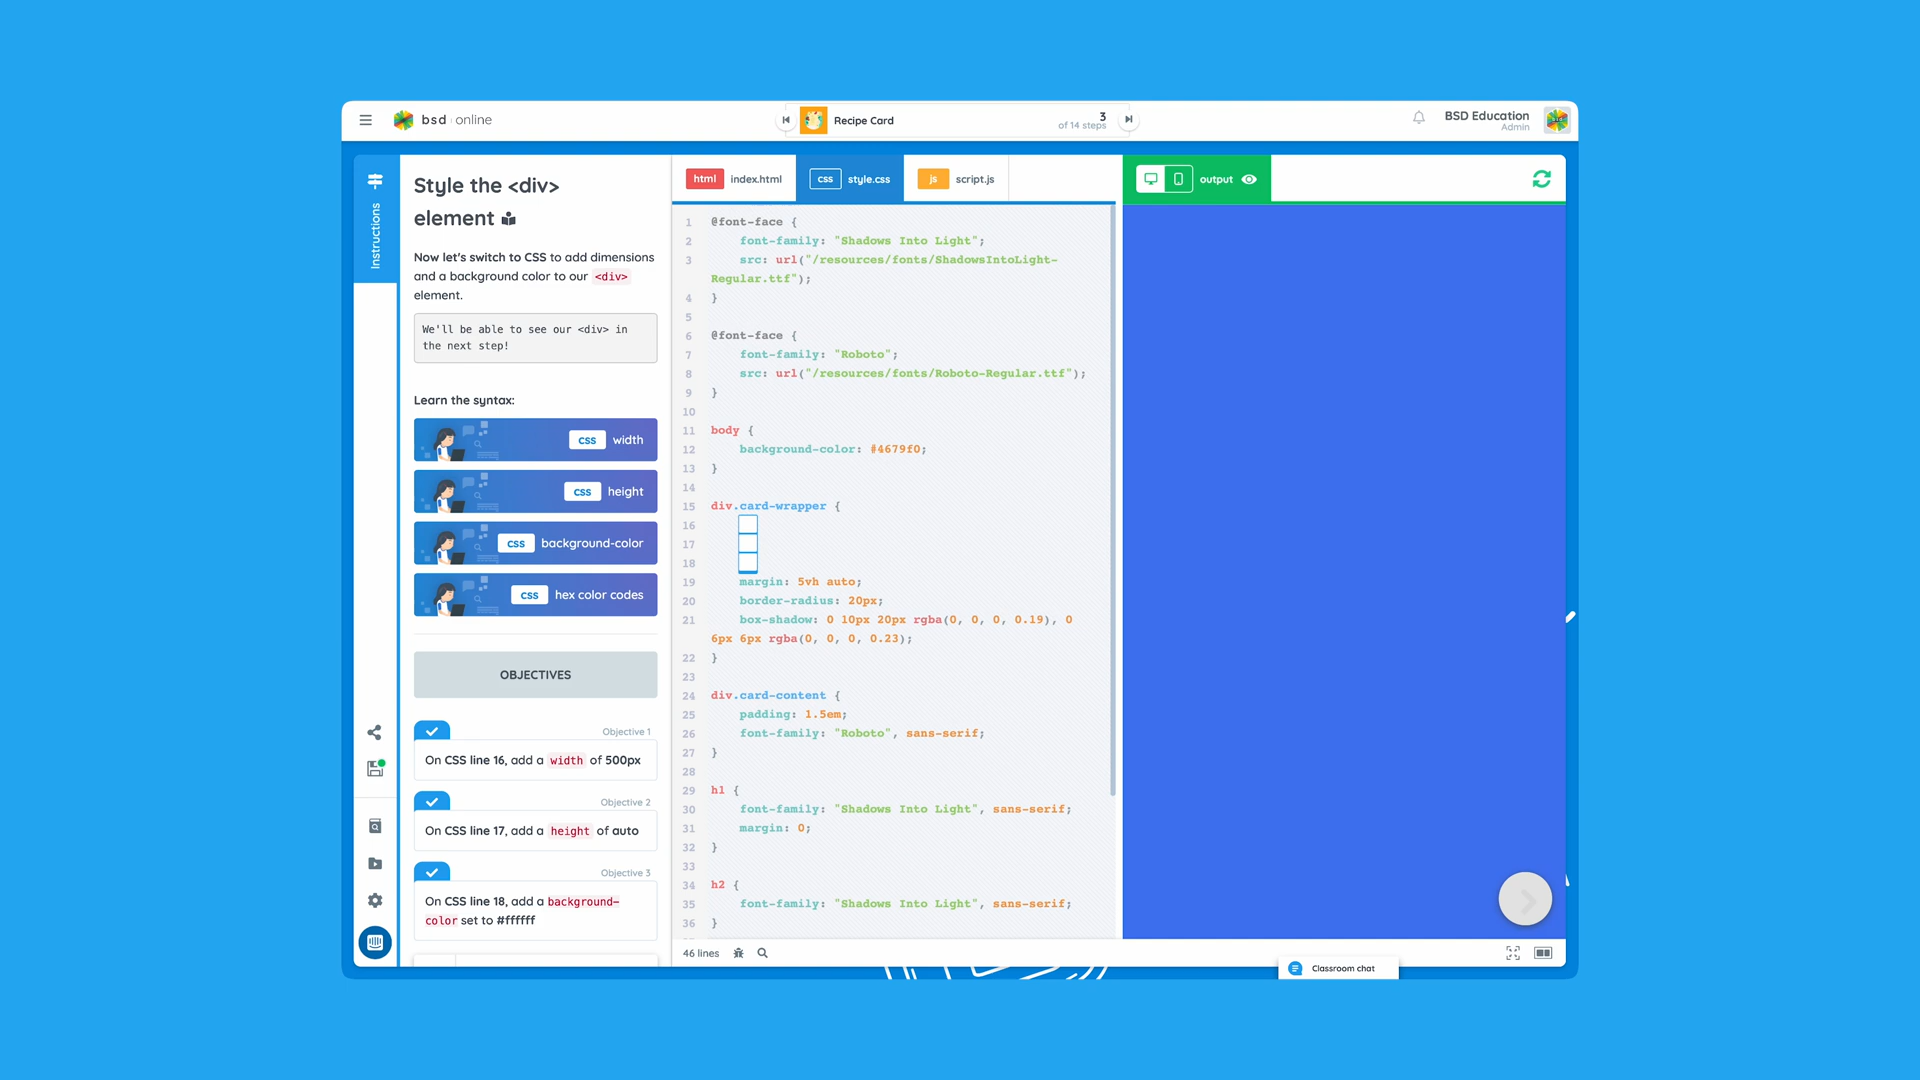 bsd online
Recipe Card
3
of 14 steps
BSD Education
Admin
Instructions
Style the <div>
element
Now let's switch to CSS to add dimensions
and a background color to our <div>
element.
We'll be able to see our <div> in
the next step!
Learn the syntax:
css width
css height
css background-color
css hex color codes
OBJECTIVES
Objective 1
On CSS line 16, add a width of 500px
Objective 2
On CSS line 17, add a height of auto
Objective 3
On CSS line 18, add a background-
color set to #ffffff
html index.html
css style.css
js script.js
1 @font-face {
2 font-family: "Shadows Into Light";
3 src: url("/resources/fonts/ShadowsIntoLight-
Regular.ttf");
4 }
5
6 @font-face {
7 font-family: "Roboto";
8 src: url("/resources/fonts/Roboto-Regular.ttf");
9 }
10
11 body {
12 background-color: #4679f0;
13 }
14
15 div.card-wrapper {
16
17
18
19 margin: 5vh auto;
20 border-radius: 20px;
21 box-shadow: 0 10px 20px rgba(0, 0, 0, 0.19), 0
6px 6px rgba(0, 0, 0, 0.23);
22 }
23
24 div.card-content {
25 padding: 1.5em;
26 font-family: "Roboto", sans-serif;
27 }
28
29 h1 {
30 font-family: "Shadows Into Light", sans-serif;
31 margin: 0;
32 }
33
34 h2 {
35 font-family: "Shadows Into Light", sans-serif;
36 }
46 lines
output
Classroom chat